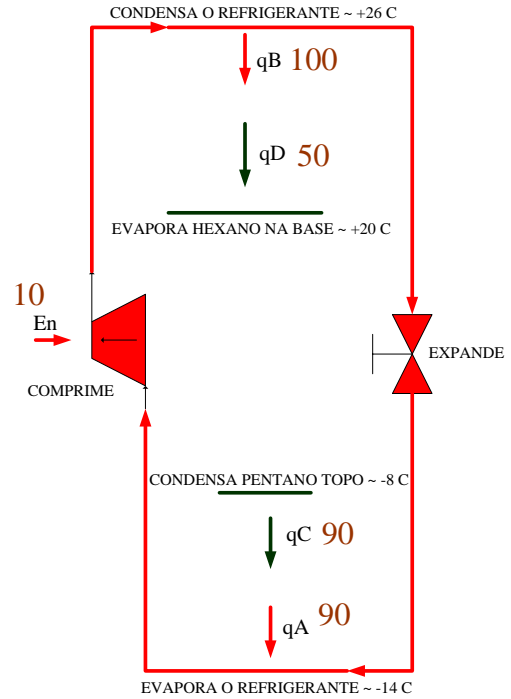 CONDENSA O REFRIGERANTE ~ +26 C
qB 100
qD 50
EVAPORA HEXANO NA BASE ~ +20 C
10
En
EXPANDE
COMPRIME
CONDENSA PENTANO TOPO ~ -8 C
qC 90
qA 90
EVAPORA O REFRIGERANTE ~ -14 C